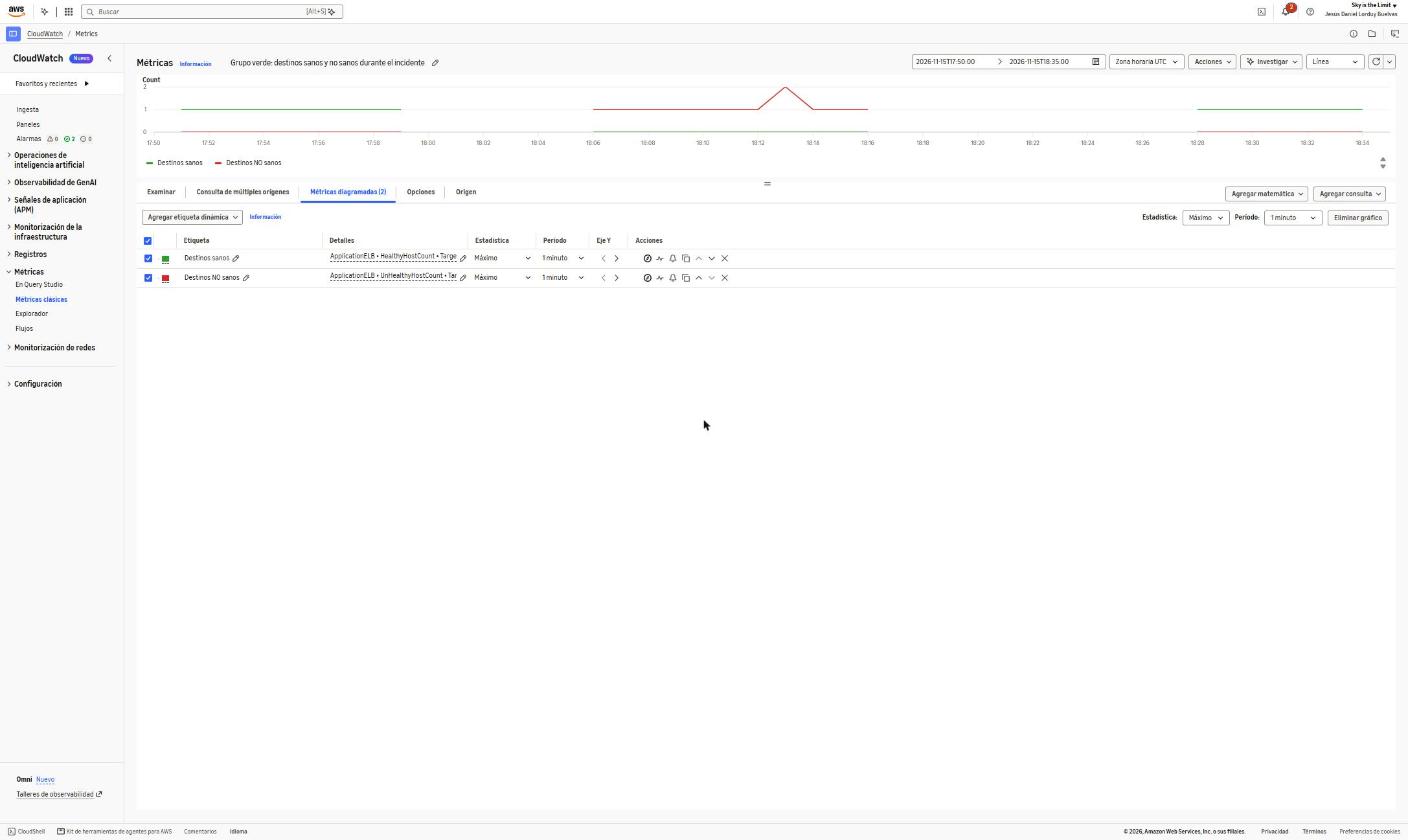 aws
Buscar
[Alt+S]
2
Sky is the Limit
Jesus Daniel Lorduy Buelvas
CloudWatch / Metrics
CloudWatch Nuevo
Favoritos y recientes
Ingesta
Paneles
Alarmas 0 2 0
Operaciones de
inteligencia artificial
Observabilidad de GenAI
Señales de aplicación
(APM)
Monitorización de la
infraestructura
Registros
Métricas
En Query Studio
Métricas clásicas
Explorador
Flujos
Monitorización de redes
Configuración
Omni Nuevo
Talleres de observabilidad
Métricas Información Grupo verde: destinos sanos y no sanos durante el incidente
2026-11-15T17:50:00 2026-11-15T18:35:00 Zona horaria UTC Acciones Investigar Línea
Count
2
1
0
17:50 17:52 17:54 17:56 17:58 18:00 18:02 18:04 18:06 18:08 18:10 18:12 18:14 18:16 18:18 18:20 18:22 18:24 18:26 18:28 18:30 18:32 18:34
Destinos sanos Destinos NO sanos
Examinar Consulta de múltiples orígenes Métricas diagramadas (2) Opciones Origen Agregar matemática Agregar consulta
Agregar etiqueta dinámica Información Estadística: Máximo Período: 1 minuto Eliminar gráfico
Etiqueta Detalles Estadística Período Eje Y Acciones
Destinos sanos ApplicationELB • HealthyHostCount • Targe Máximo 1 minuto
Destinos NO sanos ApplicationELB • UnHealthyHostCount • Tar Máximo 1 minuto
CloudShell Kit de herramientas de agentes para AWS Comentarios Idioma © 2026, Amazon Web Services, Inc. o sus filiales. Privacidad Términos Preferencias de cookies